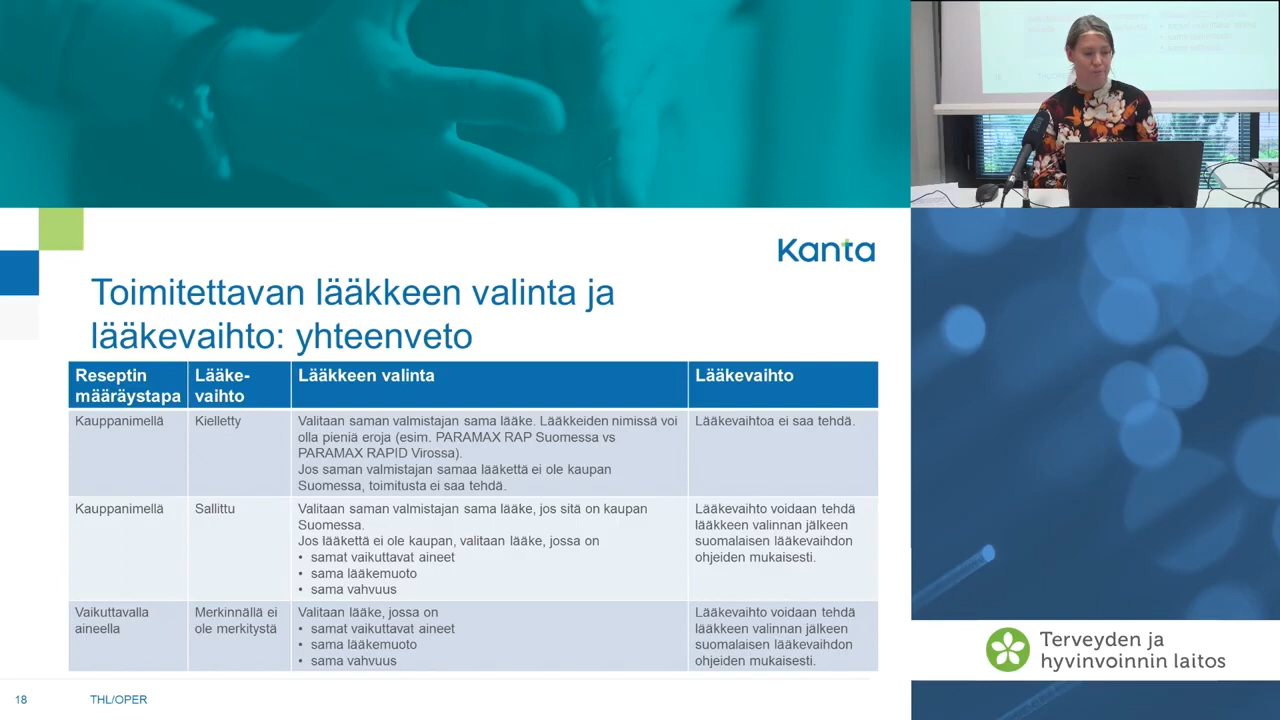 Kanta
Toimitettavan lääkkeen valinta ja
lääkevaihto: yhteenveto
Reseptin
määräystapa
Lääke-
vaihto
Lääkkeen valinta
Lääkevaihto
Kauppanimellä
Kielletty
Valitaan saman valmistajan sama lääke. Lääkkeiden nimissä voi
olla pieniä eroja (esim. PARAMAX RAP Suomessa vs
PARAMAX RAPID Virossa).
Jos saman valmistajan samaa lääkettä ei ole kaupan
Suomessa, toimitusta ei saa tehdä.
Lääkevaihtoa ei saa tehdä.
Kauppanimellä
Sallittu
Valitaan saman valmistajan sama lääke, jos sitä on kaupan
Suomessa.
Jos lääkettä ei ole kaupan, valitaan lääke, jossa on
• samat vaikuttavat aineet
• sama lääkemuoto
• sama vahvuus
Lääkevaihto voidaan tehdä
lääkkeen valinnan jälkeen
suomalaisen lääkevaihdon
ohjeiden mukaisesti.
Vaikuttavalla
aineella
Merkinnällä ei
ole merkitystä
Valitaan lääke, jossa on
• samat vaikuttavat aineet
• sama lääkemuoto
• sama vahvuus
Lääkevaihto voidaan tehdä
lääkkeen valinnan jälkeen
suomalaisen lääkevaihdon
ohjeiden mukaisesti.
18
THL/OPER
Terveyden ja
hyvinvoinnin laitos